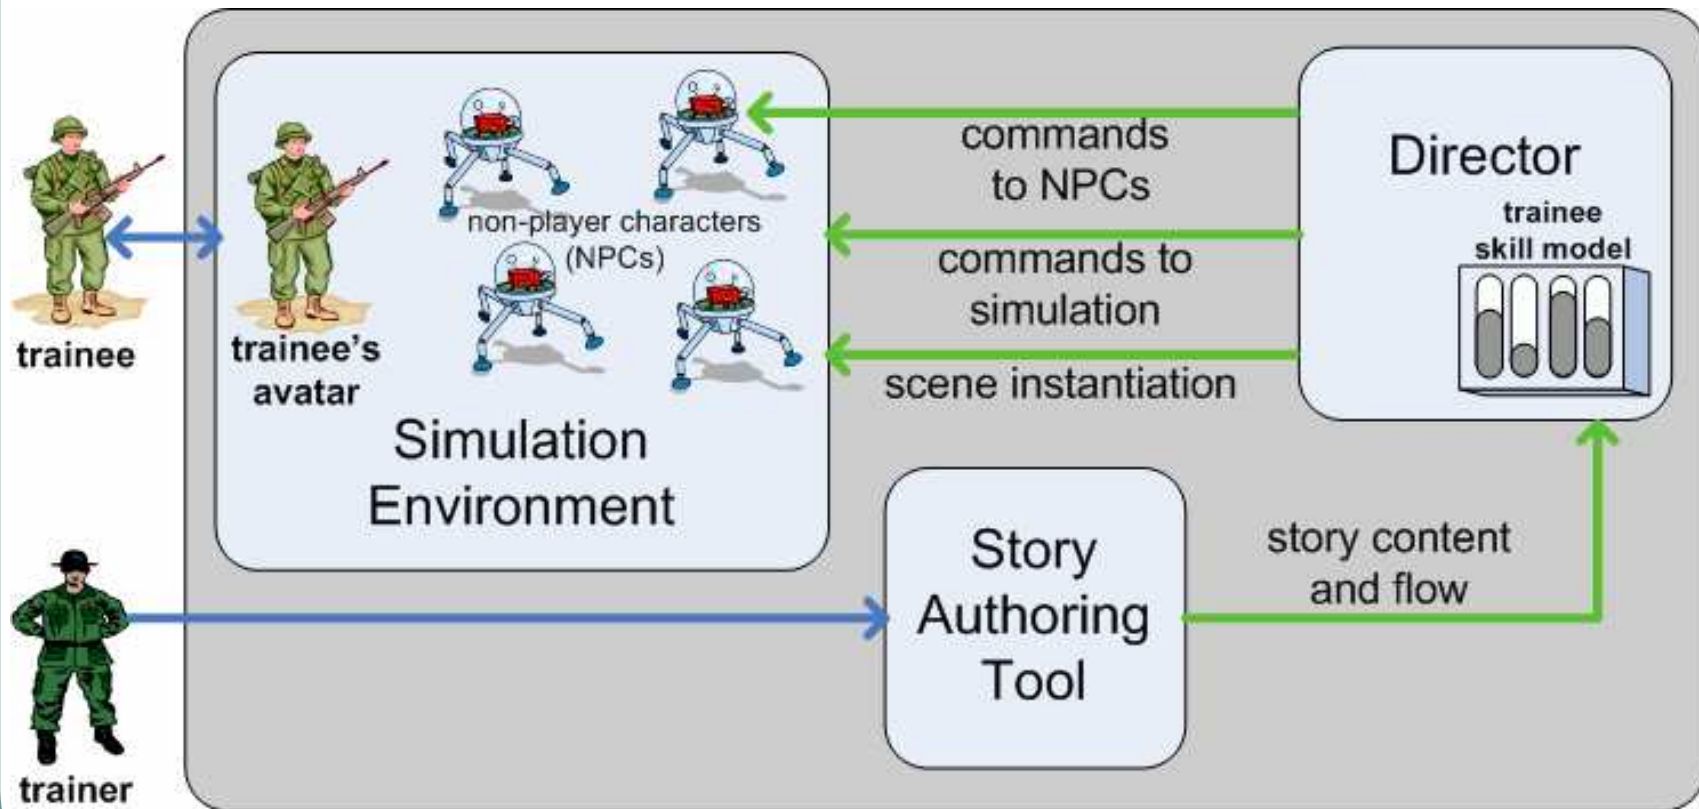 commands
to NPCs
Director
trainee
skill model
non-player characters
(NPCs)
commands to
simulation
trainee
trainee's
avatar
scene instantiation
Simulation
Environment
Story
Authoring
Tool
story content
and flow
trainer